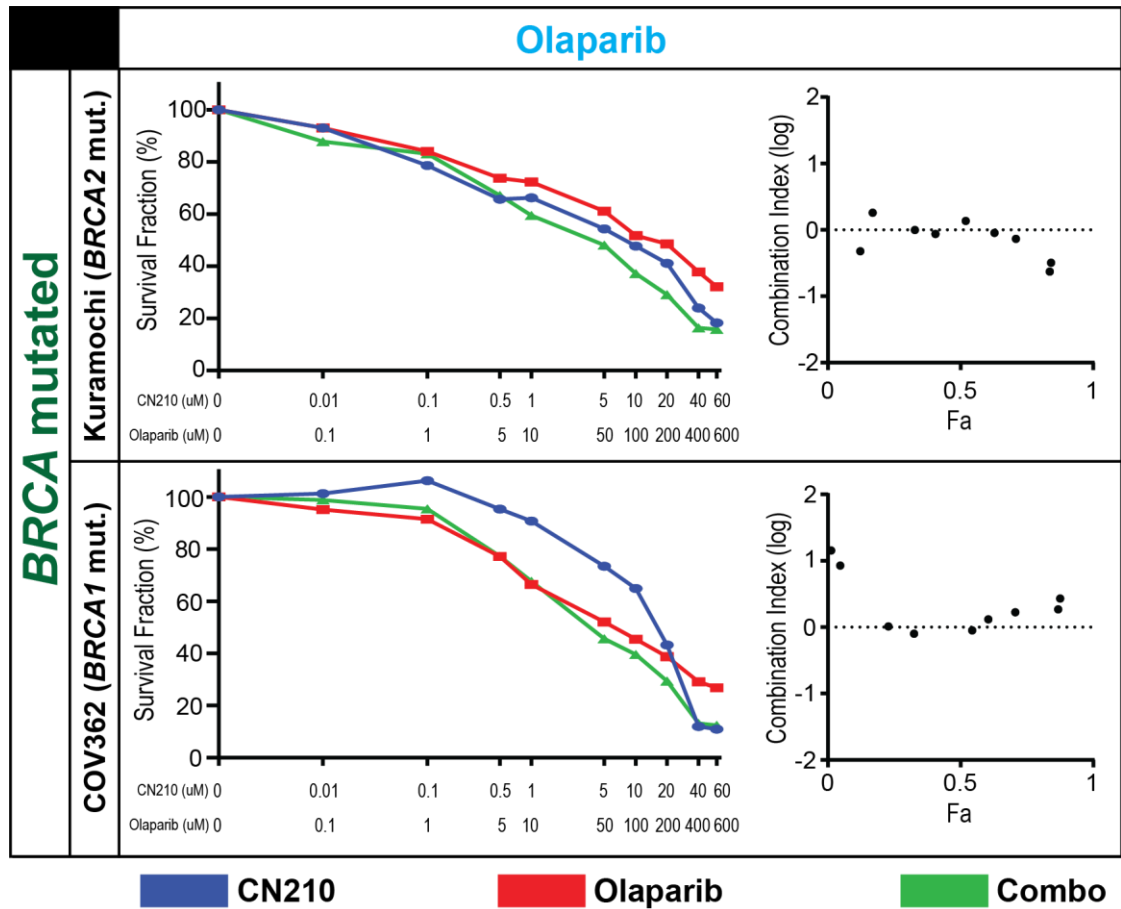 Olaparib
BRCA mutated
Kuramochi (BRCA2 mut.)
Survival Fraction (%)
100
80
60
40
20
0
CN210 (uM) 0 0.01 0.1 0.5 1 5 10 20 40 60
Olaparib (uM) 0 0.1 1 5 10 50 100 200 400 600
Combination Index (log)
2
1
0
-1
-2
0 0.5 1
Fa
COV362 (BRCA1 mut.)
Survival Fraction (%)
100
80
60
40
20
0
CN210 (uM) 0 0.01 0.1 0.5 1 5 10 20 40 60
Olaparib (uM) 0 0.1 1 5 10 50 100 200 400 600
Combination Index (log)
2
1
0
-1
-2
0 0.5 1
Fa
CN210 Olaparib Combo